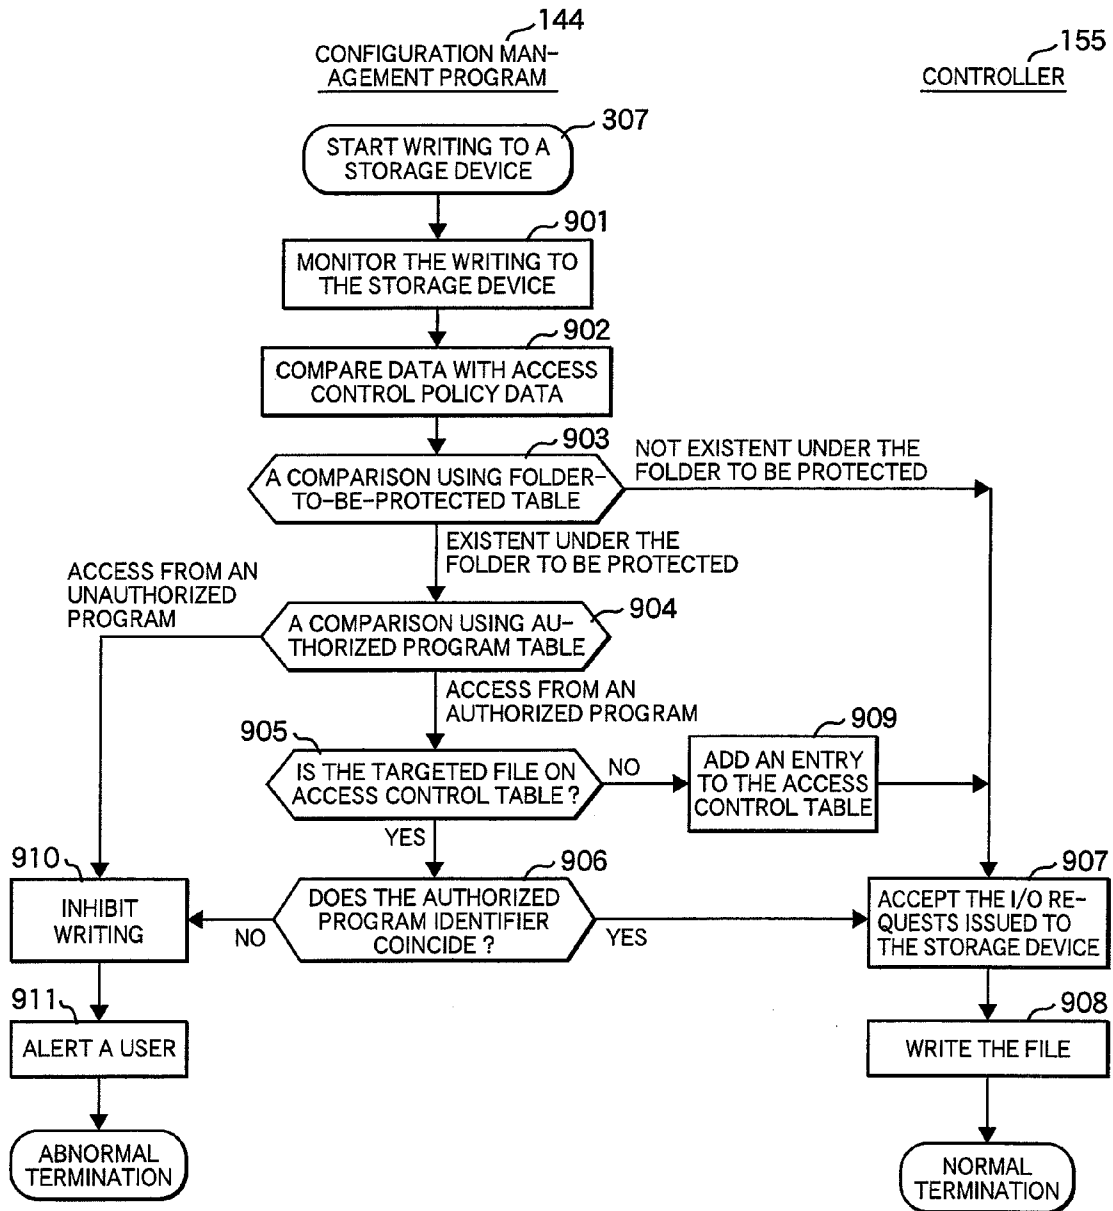 144
CONFIGURATION MAN-
AGEMENT PROGRAM
155
CONTROLLER
307
START WRITING TO A
STORAGE DEVICE
901
MONITOR THE WRITING TO
THE STORAGE DEVICE
902
COMPARE DATA WITH ACCESS
CONTROL POLICY DATA
903
A COMPARISON USING FOLDER-
TO-BE-PROTECTED TABLE
NOT EXISTENT UNDER THE
FOLDER TO BE PROTECTED
EXISTENT UNDER THE
FOLDER TO BE PROTECTED
ACCESS FROM AN
UNAUTHORIZED
PROGRAM
904
A COMPARISON USING AU-
THORIZED PROGRAM TABLE
ACCESS FROM AN
AUTHORIZED PROGRAM
905
IS THE TARGETED FILE ON
ACCESS CONTROL TABLE?
NO
909
ADD AN ENTRY
TO THE ACCESS
CONTROL TABLE
YES
910
INHIBIT
WRITING
NO
906
DOES THE AUTHORIZED
PROGRAM IDENTIFIER
COINCIDE?
YES
907
ACCEPT THE I/O RE-
QUESTS ISSUED TO
THE STORAGE DEVICE
911
ALERT A USER
908
WRITE THE FILE
ABNORMAL
TERMINATION
NORMAL
TERMINATION